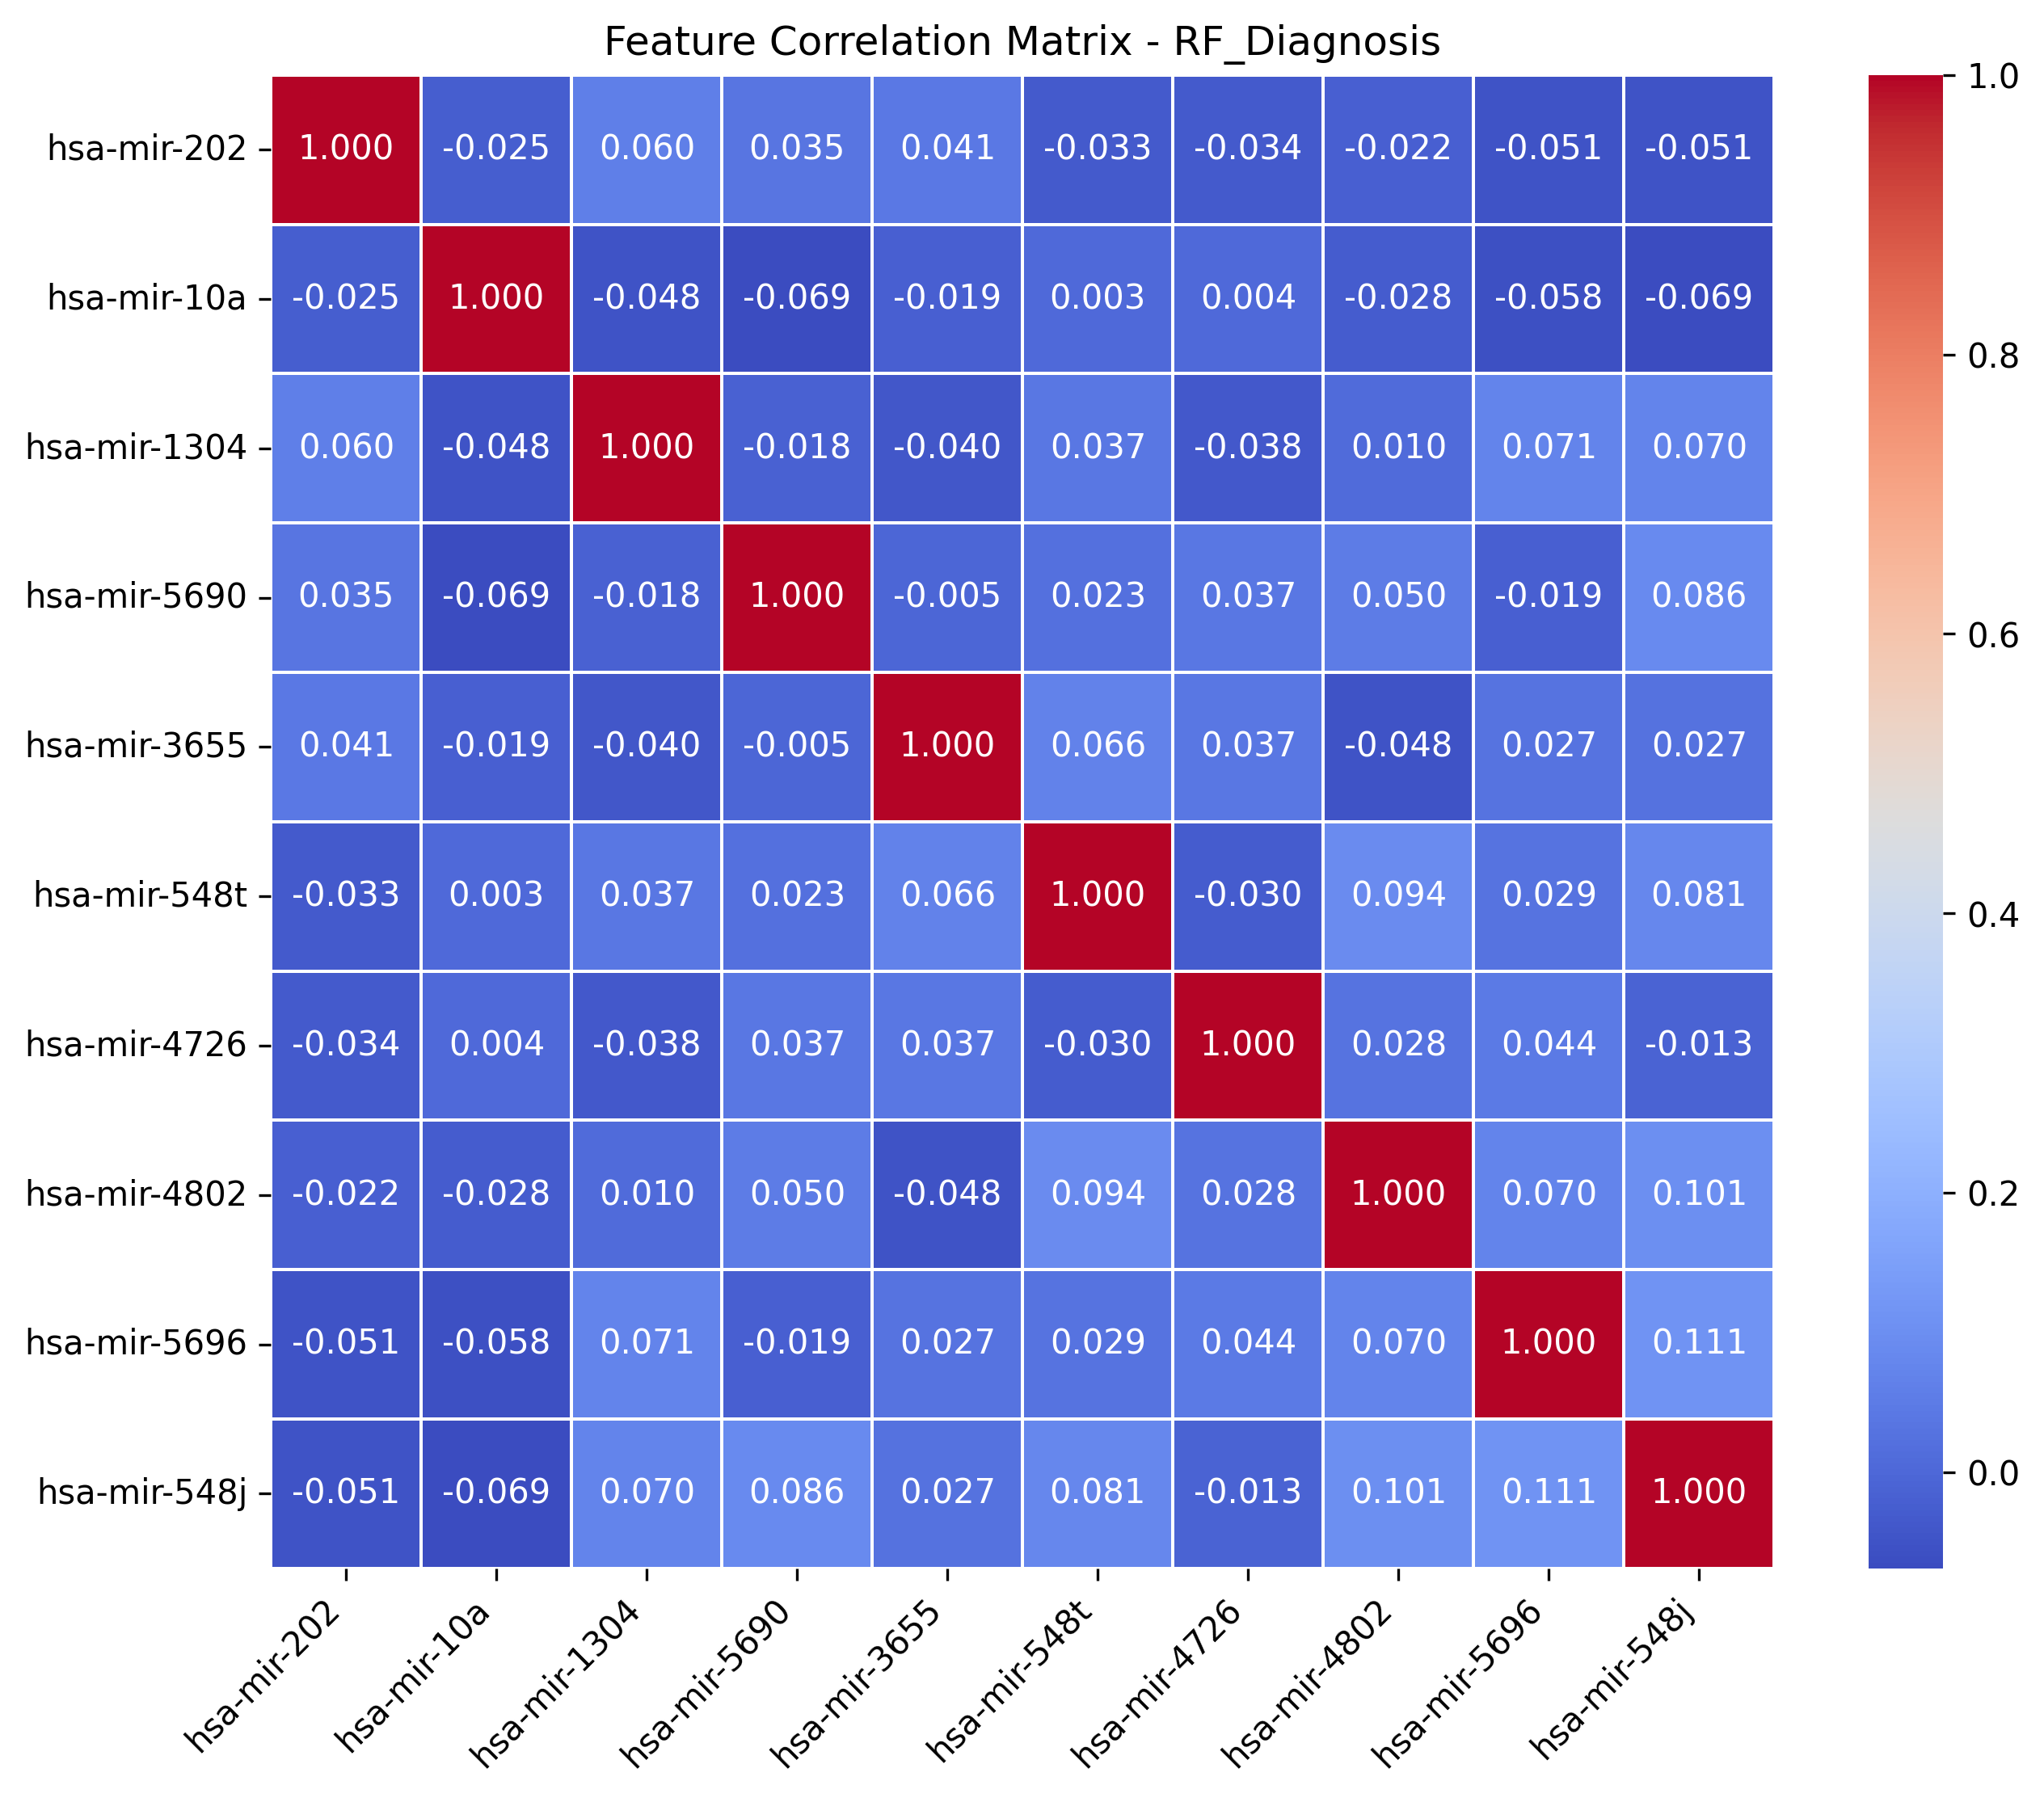 Feature Correlation Matrix - RF_Diagnosis
hsa-mir-202 1.000 -0.025 0.060 0.035 0.041 -0.033 -0.034 -0.022 -0.051 -0.051
hsa-mir-10a -0.025 1.000 -0.048 -0.069 -0.019 0.003 0.004 -0.028 -0.058 -0.069
hsa-mir-1304 0.060 -0.048 1.000 -0.018 -0.040 0.037 -0.038 0.010 0.071 0.070
hsa-mir-5690 0.035 -0.069 -0.018 1.000 -0.005 0.023 0.037 0.050 -0.019 0.086
hsa-mir-3655 0.041 -0.019 -0.040 -0.005 1.000 0.066 0.037 -0.048 0.027 0.027
hsa-mir-548t -0.033 0.003 0.037 0.023 0.066 1.000 -0.030 0.094 0.029 0.081
hsa-mir-4726 -0.034 0.004 -0.038 0.037 0.037 -0.030 1.000 0.028 0.044 -0.013
hsa-mir-4802 -0.022 -0.028 0.010 0.050 -0.048 0.094 0.028 1.000 0.070 0.101
hsa-mir-5696 -0.051 -0.058 0.071 -0.019 0.027 0.029 0.044 0.070 1.000 0.111
hsa-mir-548j -0.051 -0.069 0.070 0.086 0.027 0.081 -0.013 0.101 0.111 1.000
hsa-mir-202 hsa-mir-10a hsa-mir-1304 hsa-mir-5690 hsa-mir-3655 hsa-mir-548t hsa-mir-4726 hsa-mir-4802 hsa-mir-5696 hsa-mir-548j
1.0
0.8
0.6
0.4
0.2
0.0